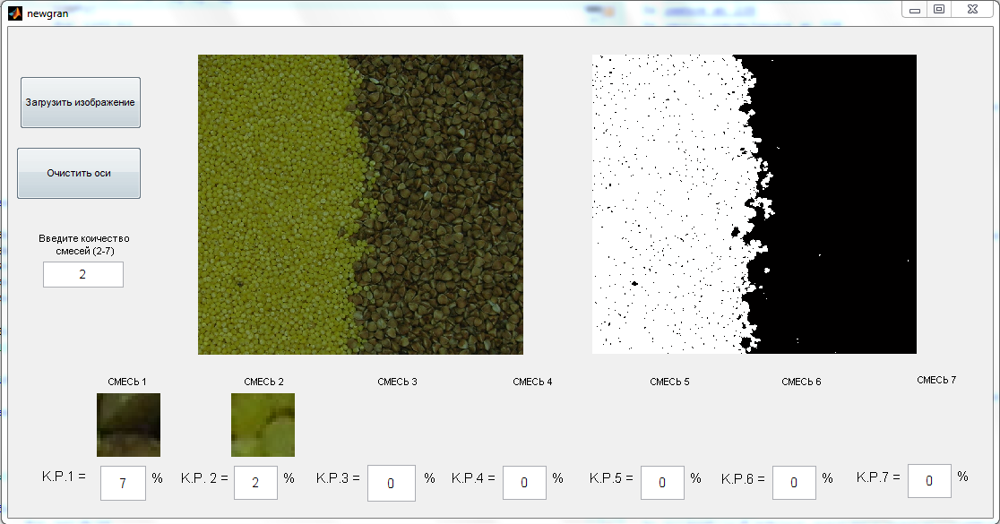 newgran
Загрузить изображение
Очистить оси
Введите коичество
смесей (2-7)
2
СМЕСЬ 1
СМЕСЬ 2
СМЕСЬ 3
СМЕСЬ 4
СМЕСЬ 5
СМЕСЬ 6
СМЕСЬ 7
К.Р.1 = 7 %
К.Р. 2 = 2 %
К.Р.3 = 0 %
К.Р.4 = 0 %
К.Р.5 = 0 %
К.Р.6 = 0 %
К.Р.7 = 0 %